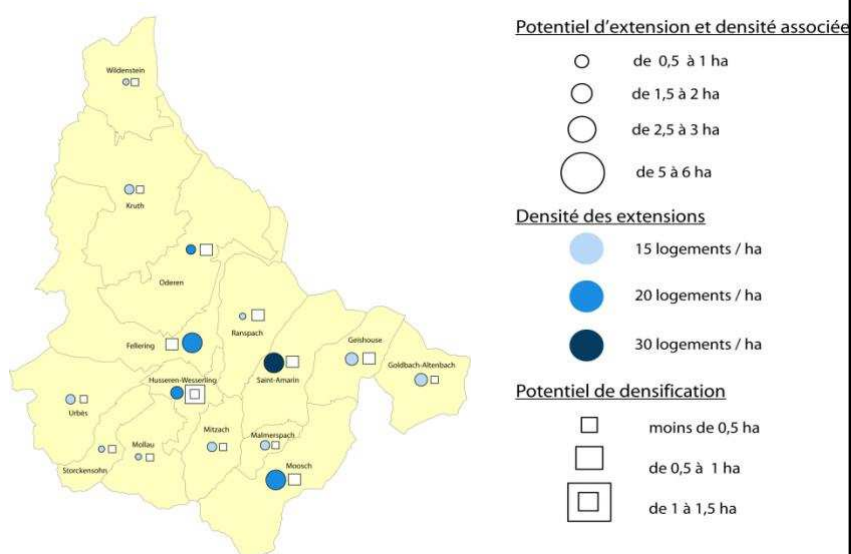 Potentiel d'extension et densité associée
de 0,5 à 1 ha
de 1,5 à 2 ha
de 2,5 à 3 ha
de 5 à 6 ha
Densité des extensions
15 logements / ha
20 logements / ha
30 logements / ha
Potentiel de densification
moins de 0,5 ha
de 0,5 à 1 ha
de 1 à 1,5 ha
Wildenstein
Kruth
Oderen
Ranspach
Fellering
Geishouse
Goldbach-Altenbach
Saint-Amarin
Husseren-Wesserling
Urbès
Mitzach
Malmerspach
Mollau
Storckensohn
Moosch